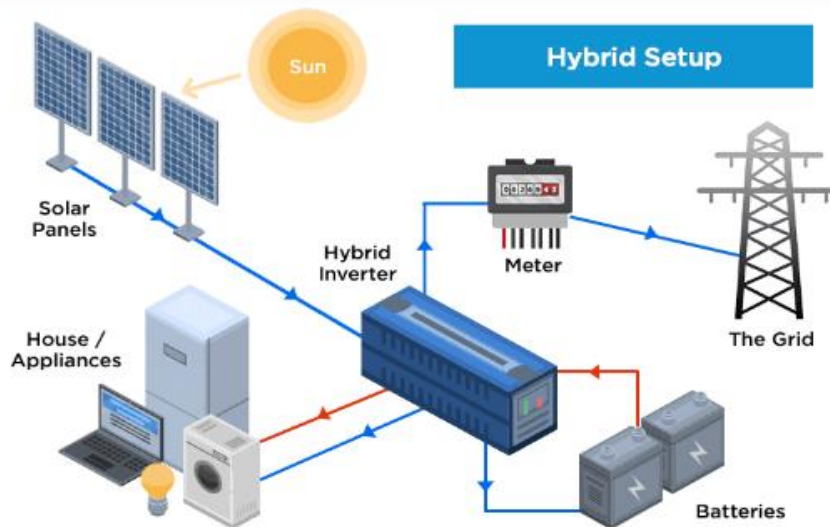 Sun
Hybrid Setup
Solar
Panels
Hybrid
Inverter
Meter
The Grid
House /
Appliances
Batteries